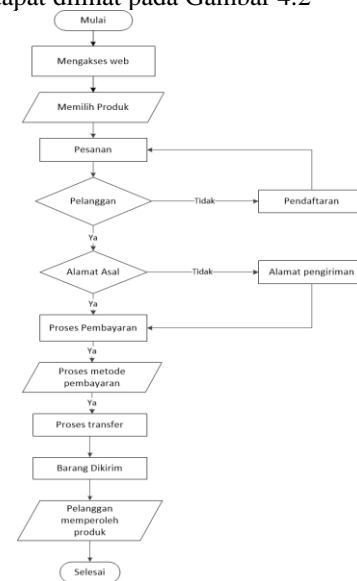 dapat dilihat pada Gambar 4.2
Mulai
Mengakses web
Memilih Produk
Pesanan
Pelanggan
Tidak
Pendaftaran
Ya
Alamat Asal
Tidak
Alamat pengiriman
Ya
Proses Pembayaran
Ya
Proses metode
pembayaran
Ya
Proses transfer
Barang Dikirim
Pelanggan
memperoleh
produk
Selesai